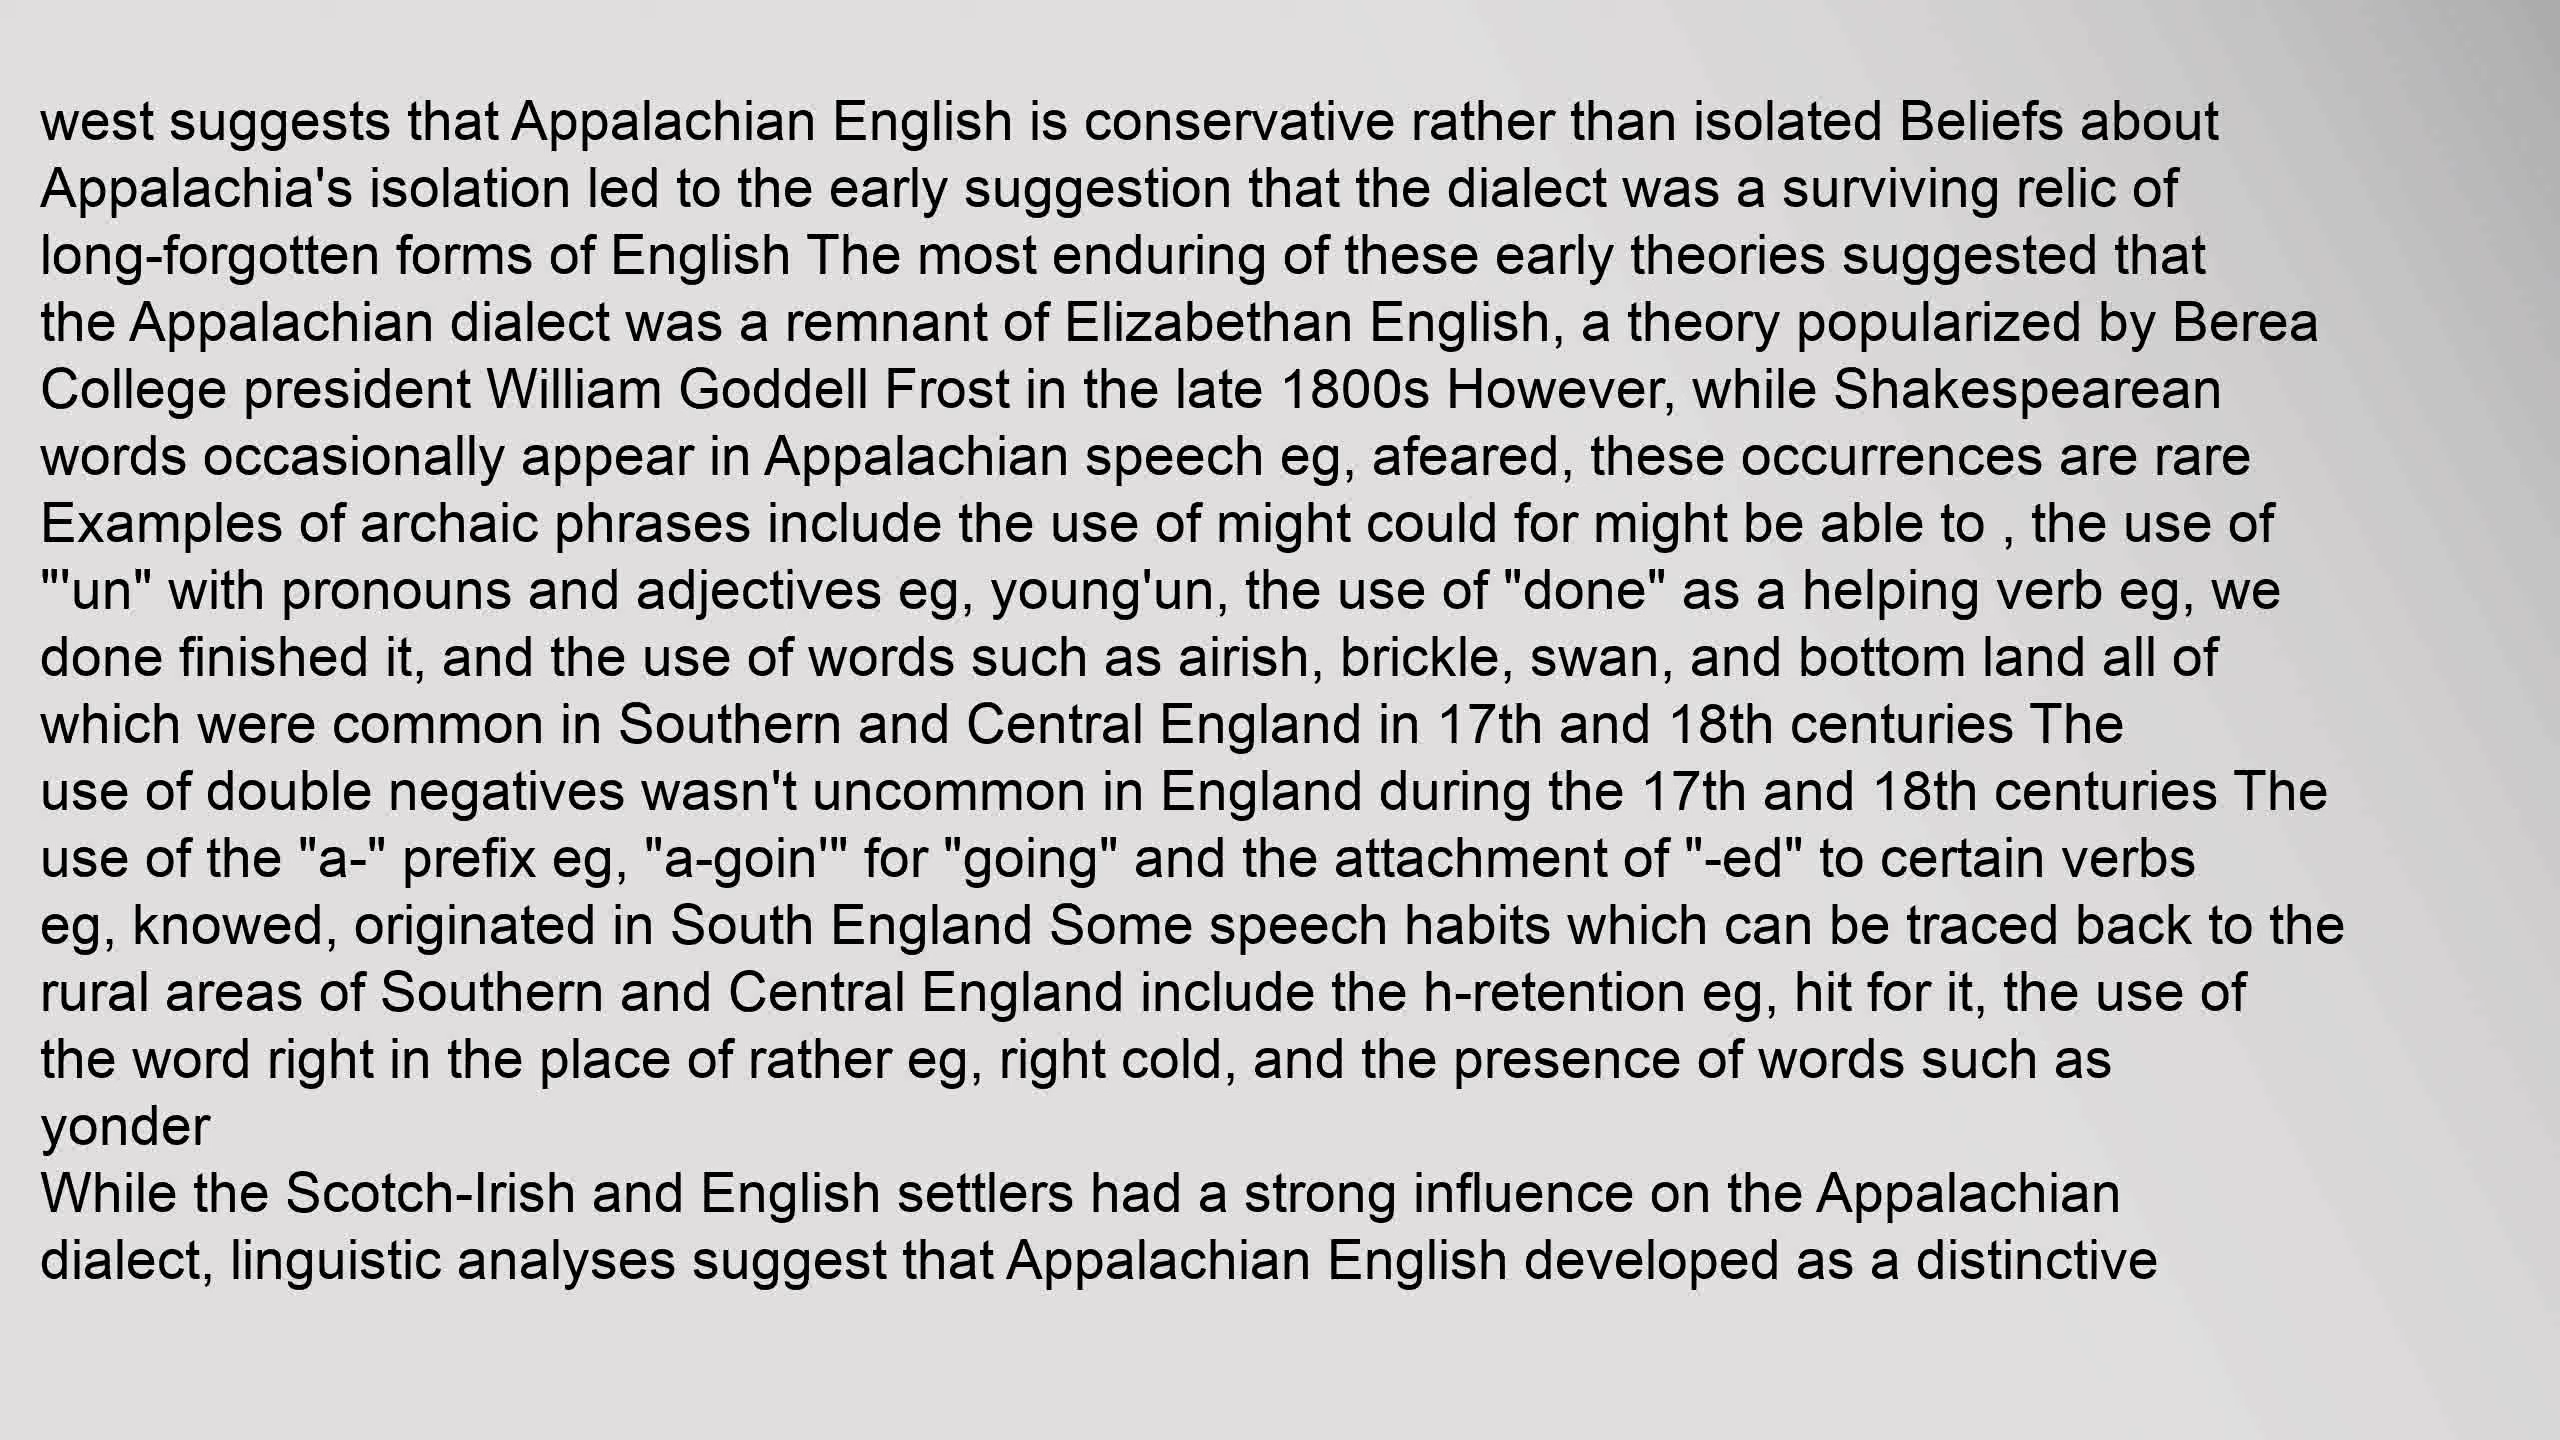 west suggests that Appalachian English is conservative rather than isolated Beliefs about
Appalachia's isolation led to the early suggestion that the dialect was a surviving relic of
long-forgotten forms of English The most enduring of these early theories suggested that
the Appalachian dialect was a remnant of Elizabethan English, a theory popularized by Berea
College president William Goddell Frost in the late 1800s However, while Shakespearean
words occasionally appear in Appalachian speech eg, afeared, these occurrences are rare
Examples of archaic phrases include the use of might could for might be able to , the use of
"'un" with pronouns and adjectives eg, young'un, the use of "done" as a helping verb eg, we
done finished it, and the use of words such as airish, brickle, swan, and bottom land all of
which were common in Southern and Central England in 17th and 18th centuries The
use of double negatives wasn't uncommon in England during the 17th and 18th centuries The
use of the "a-" prefix eg, "a-goin'" for "going" and the attachment of "-ed" to certain verbs
eg, knowed, originated in South England Some speech habits which can be traced back to the
rural areas of Southern and Central England include the h-retention eg, hit for it, the use of
the word right in the place of rather eg, right cold, and the presence of words such as
yonder
While the Scotch-Irish and English settlers had a strong influence on the Appalachian
dialect, linguistic analyses suggest that Appalachian English developed as a distinctive